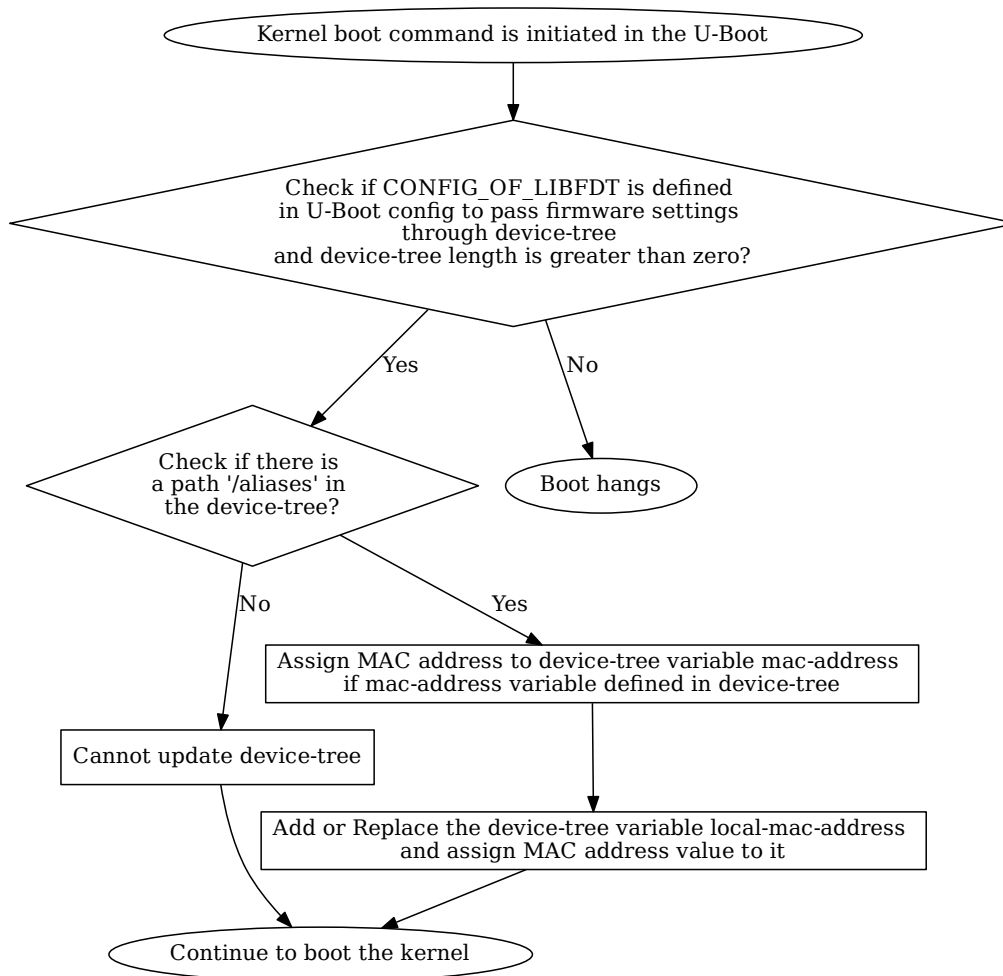 Kernel boot command is initiated in the U-Boot
Check if CONFIG_OF_LIBFDT is defined
in U-Boot config to pass firmware settings
through device-tree
and device-tree length is greater than zero?
Yes
No
Check if there is
a path '/aliases' in
the device-tree?
Boot hangs
No
Yes
Assign MAC address to device-tree variable mac-address
if mac-address variable defined in device-tree
Cannot update device-tree
Add or Replace the device-tree variable local-mac-address
and assign MAC address value to it
Continue to boot the kernel